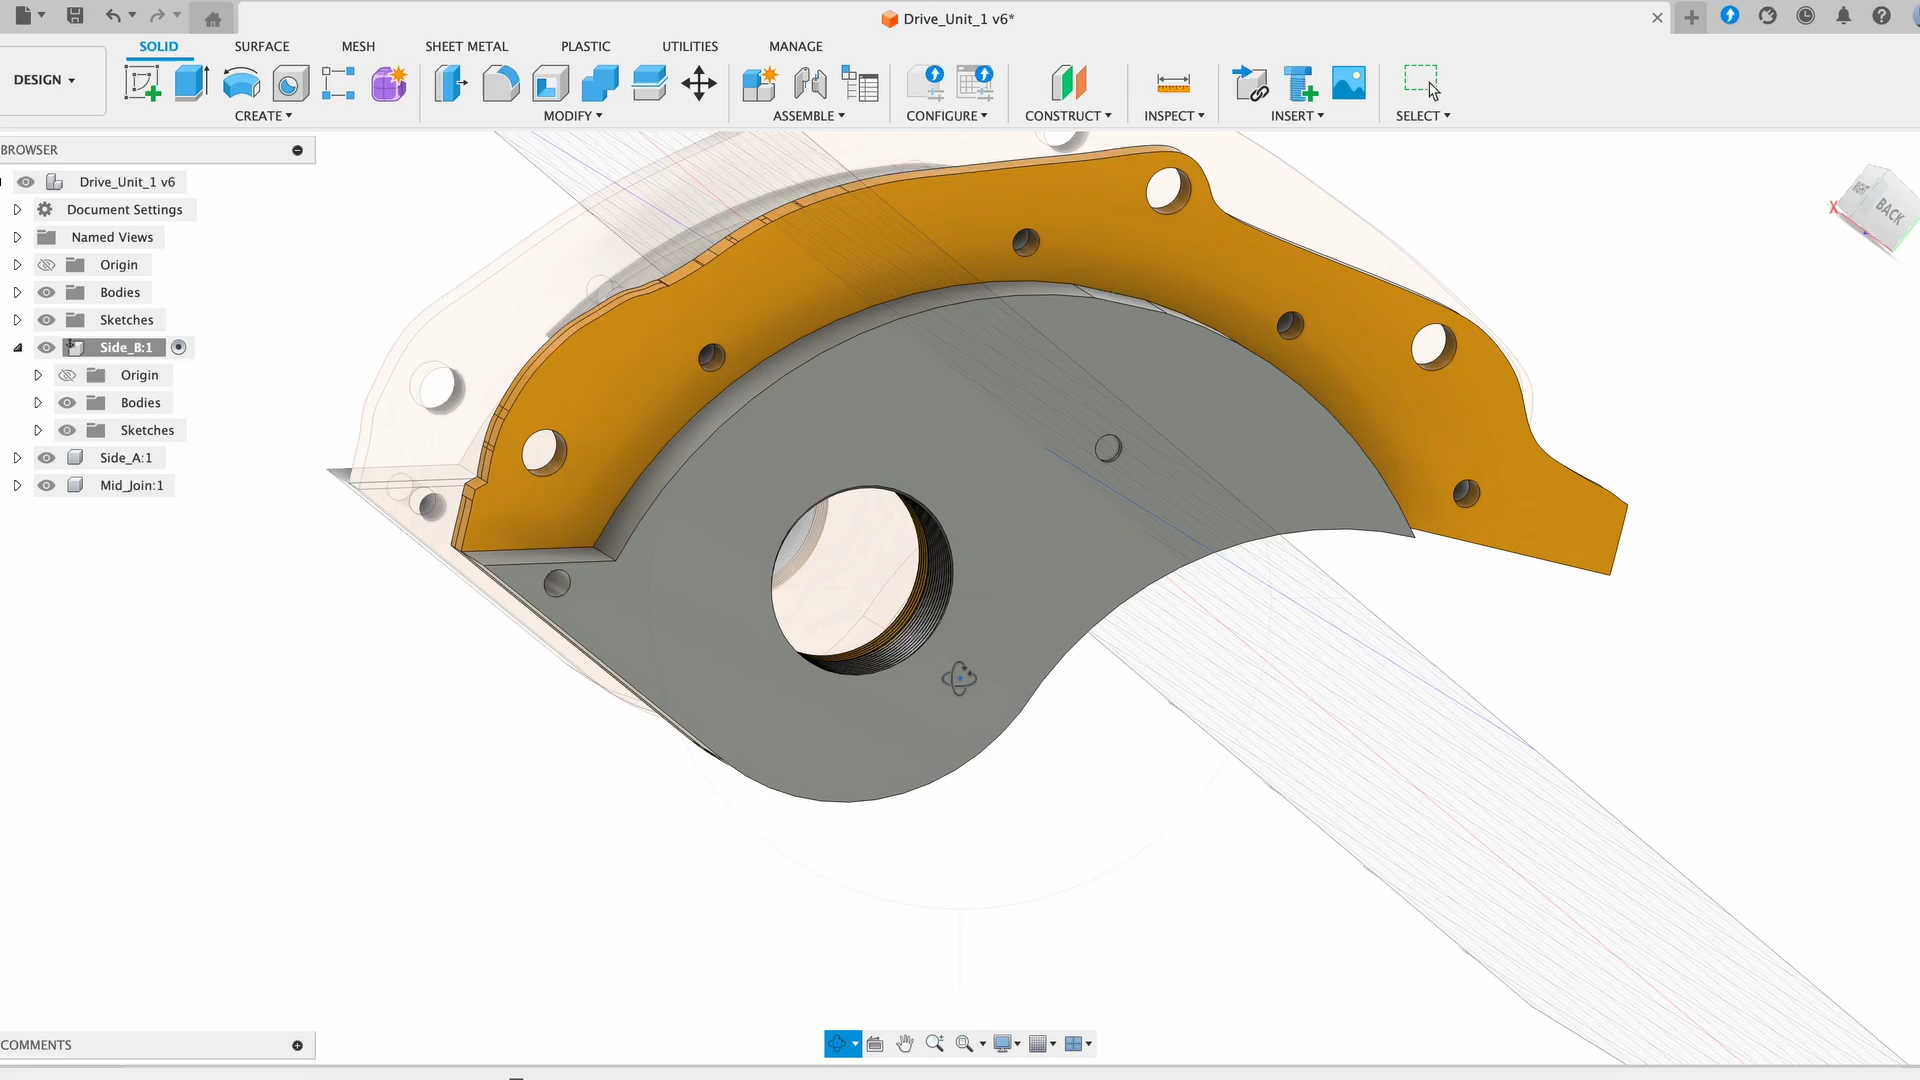 Drive_Unit_1 v6*
SOLID SURFACE MESH SHEET METAL PLASTIC UTILITIES MANAGE
DESIGN
CREATE MODIFY ASSEMBLE CONFIGURE CONSTRUCT INSPECT INSERT SELECT
BROWSER
Drive_Unit_1 v6
Document Settings
Named Views
Origin
Bodies
Sketches
Side_B:1
Origin
Bodies
Sketches
Side_A:1
Mid_Join:1
X
RIGHT
BACK
COMMENTS